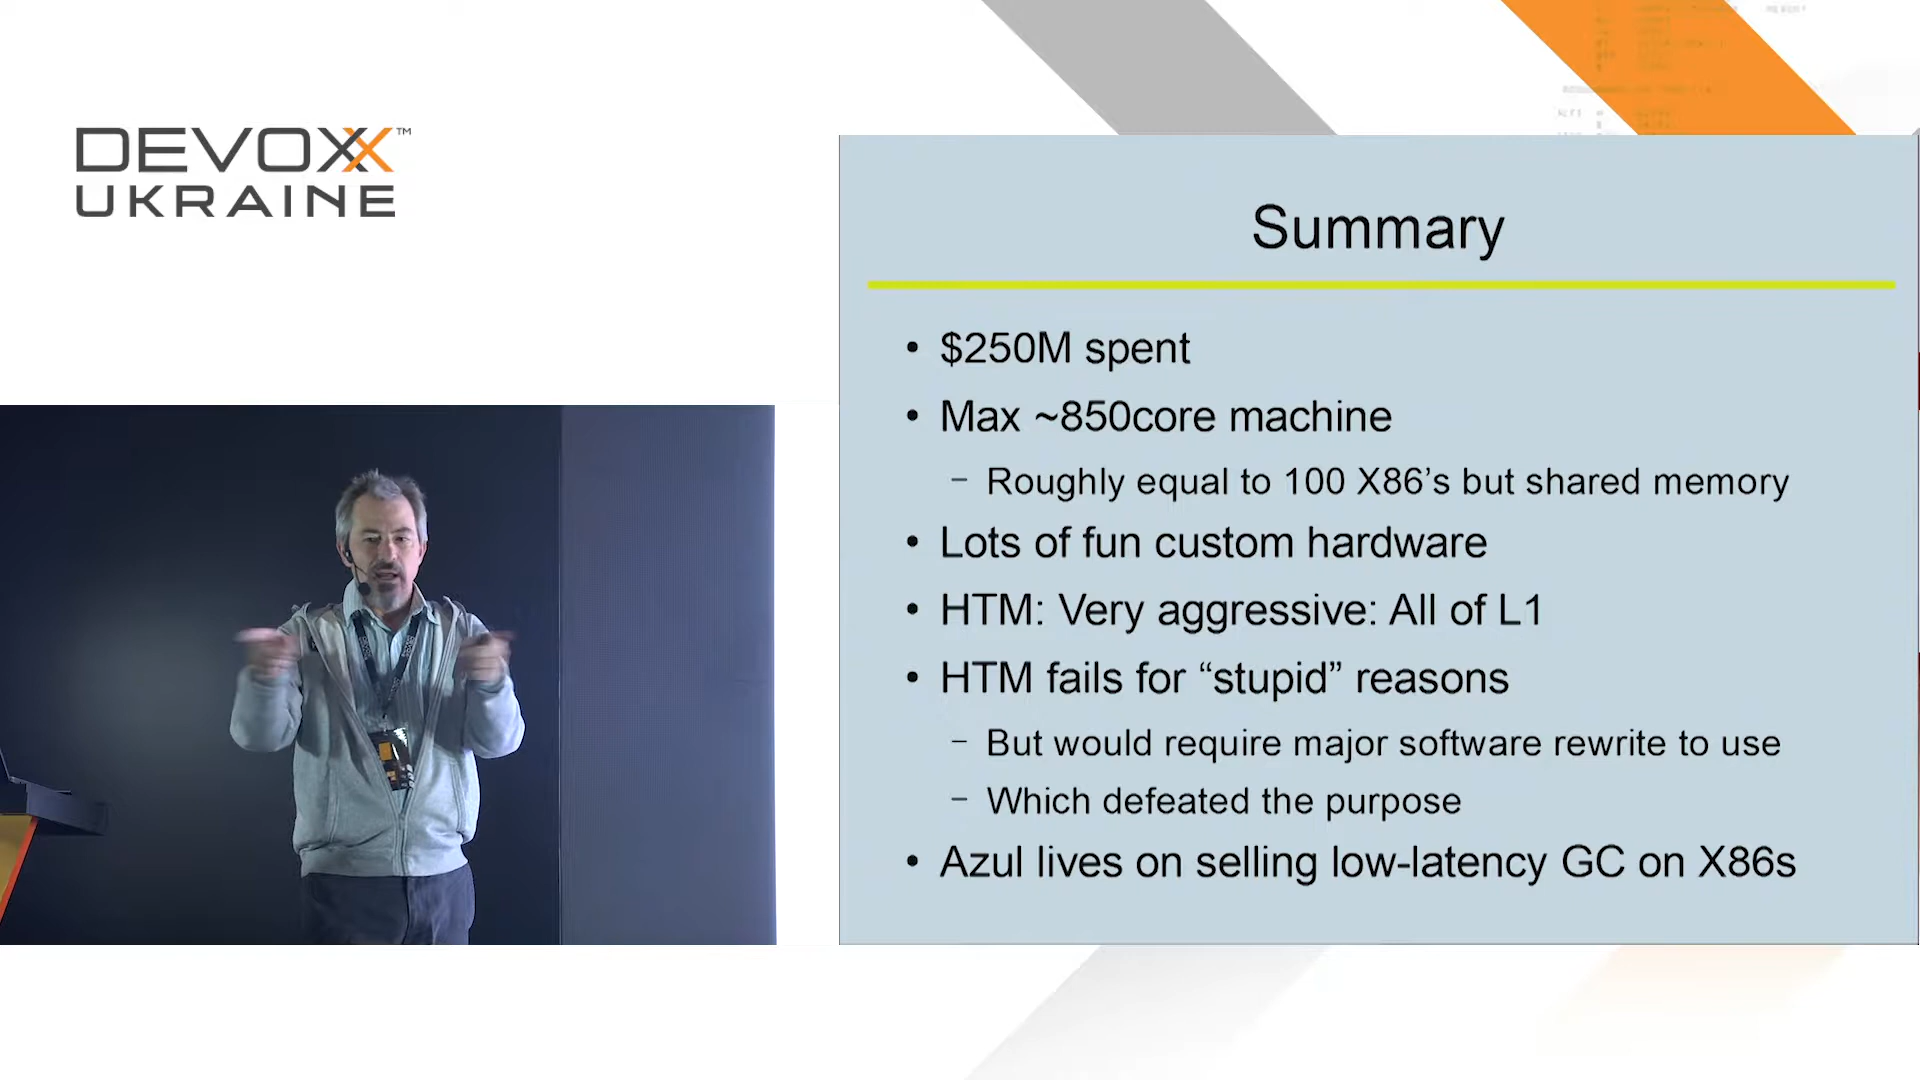 DEVOXX™
UKRAINE
Summary
• $250M spent
• Max ~850core machine
– Roughly equal to 100 X86’s but shared memory
• Lots of fun custom hardware
• HTM: Very aggressive: All of L1
• HTM fails for “stupid” reasons
– But would require major software rewrite to use
– Which defeated the purpose
• Azul lives on selling low-latency GC on X86s